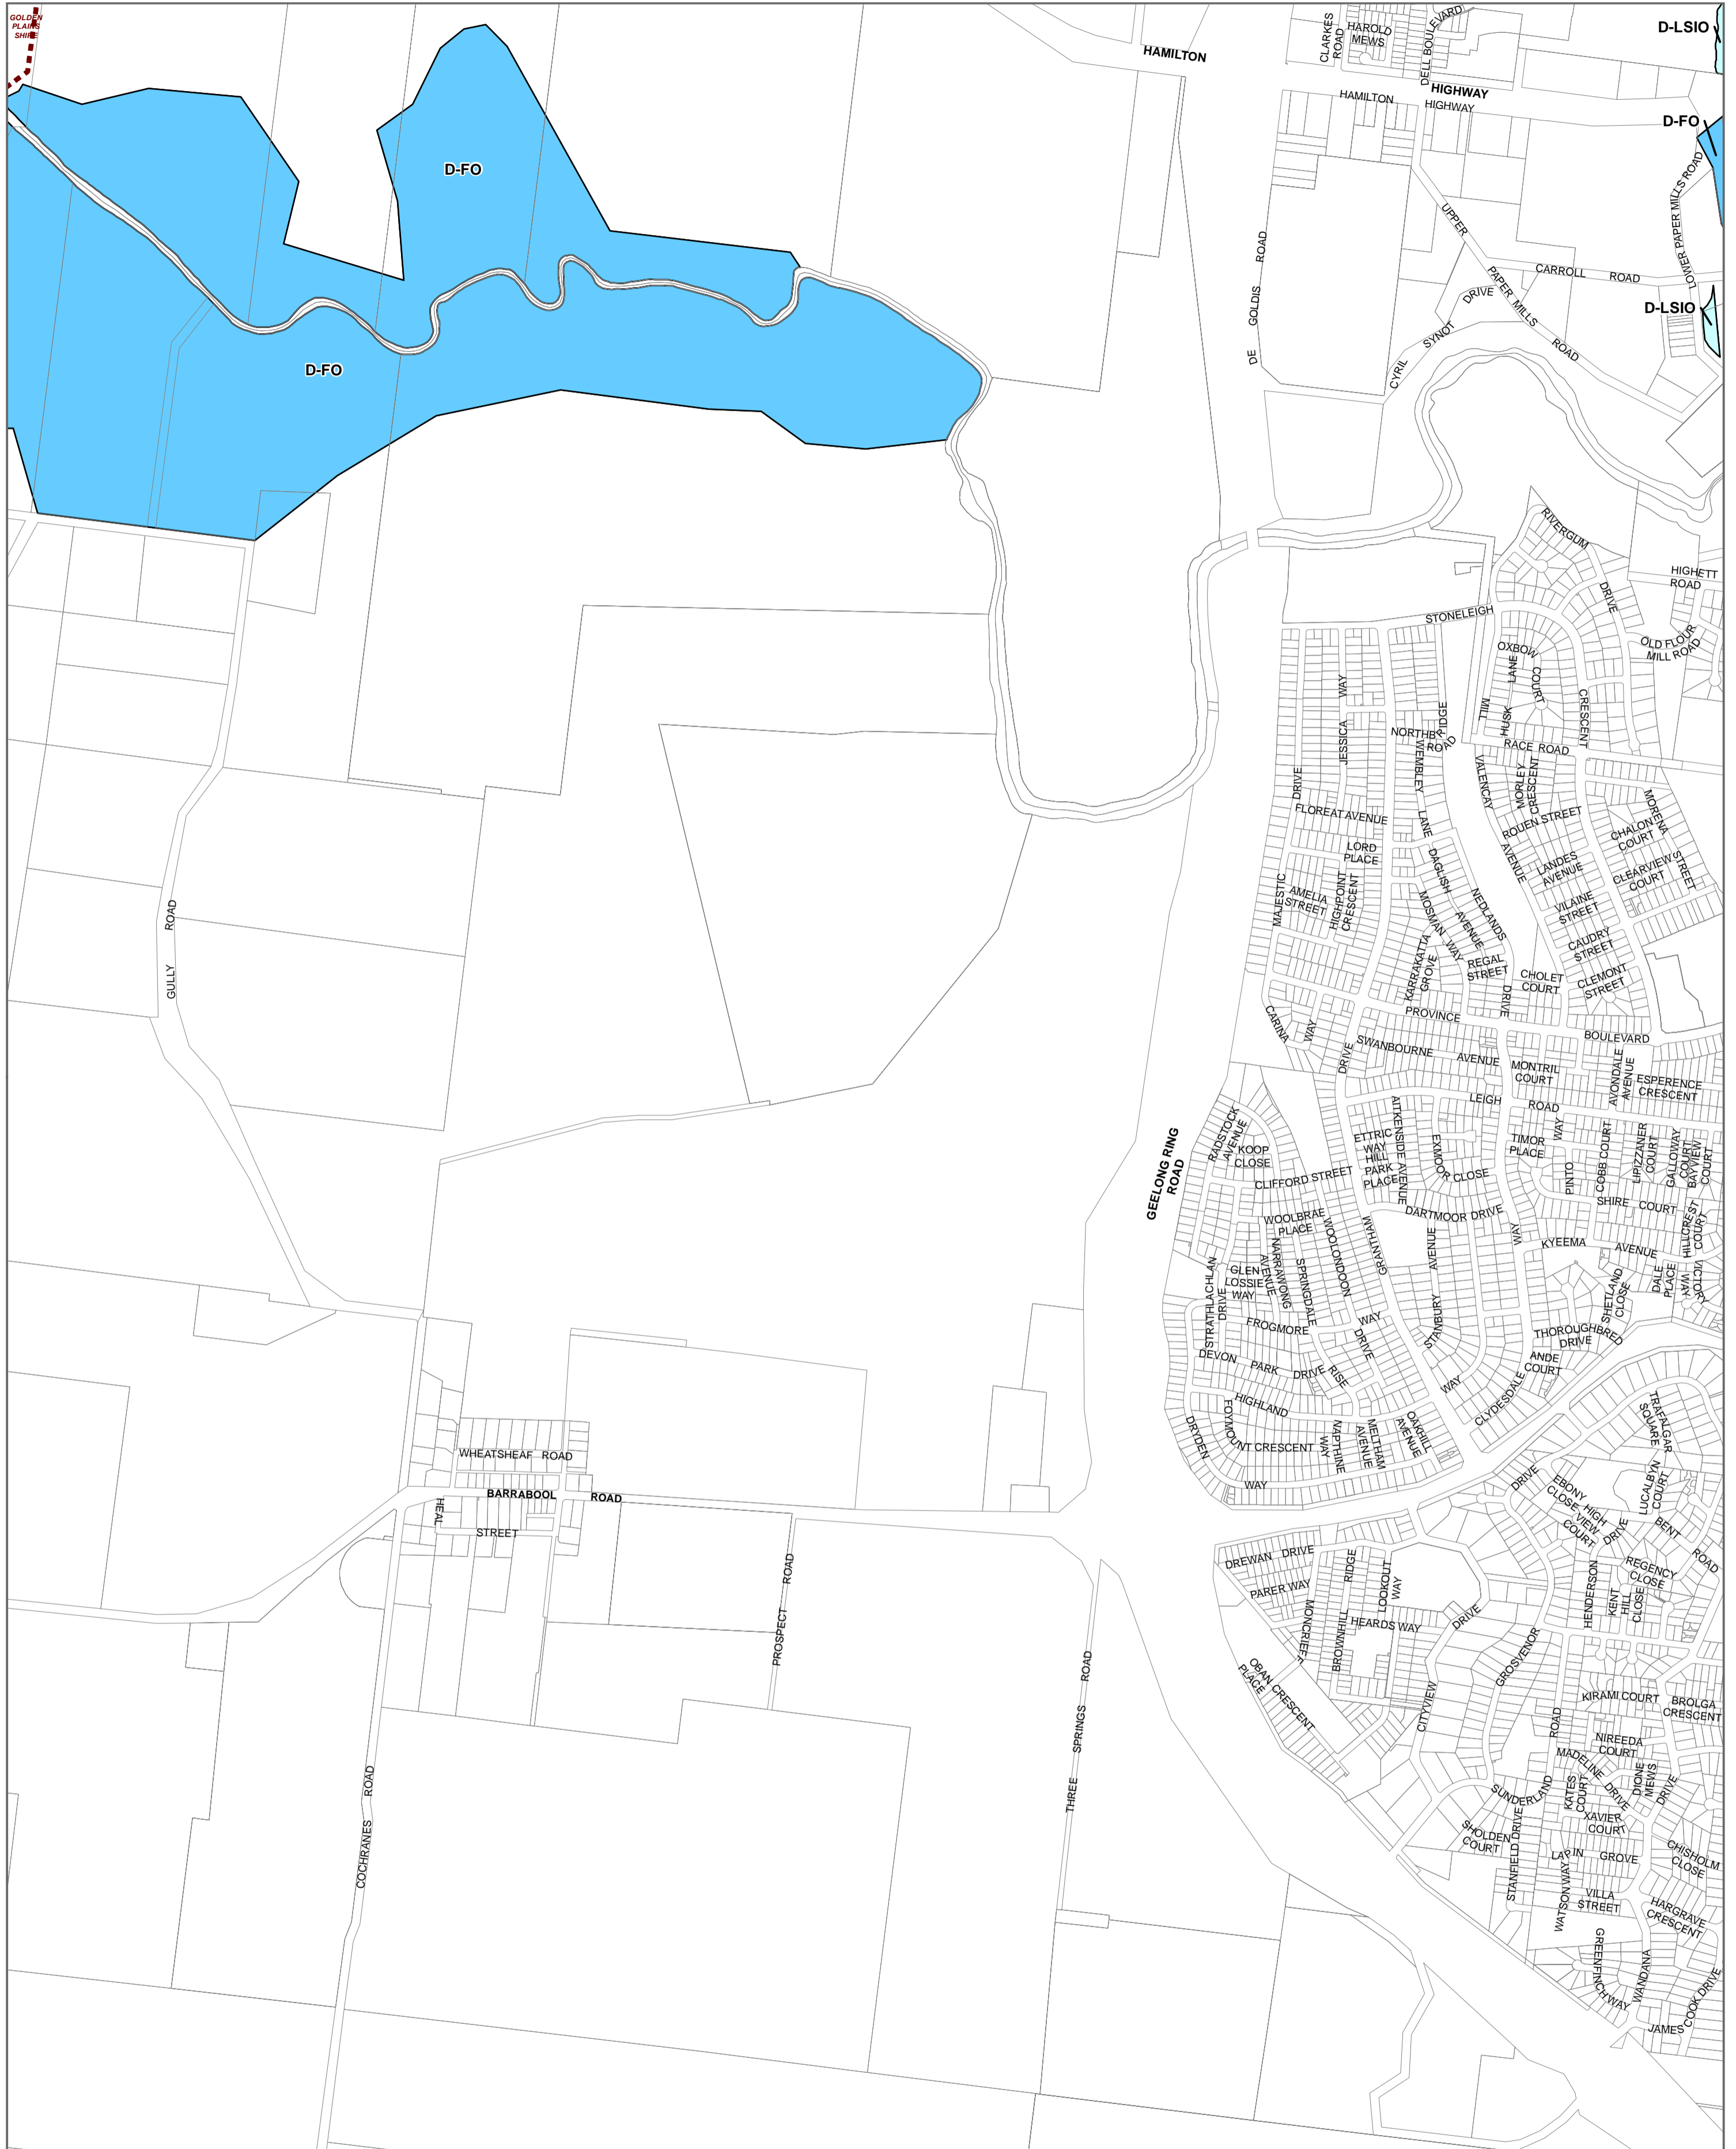 GOLDEN
PLAINS
SHIRE
HAMILTON
CLARKES
ROAD
HAROLD
MEWS
DELL BOULEVARD
D-LSIO
HIGHWAY
HAMILTON
HIGHWAY
D-FO
D-FO
LOWER PAPER MILLS ROAD
UPPER
PAPER MILLS
ROAD
CARROLL ROAD
DE GOLDIS ROAD
CYRIL
SYNOT
DRIVE
D-LSIO
D-FO
RIVERGUM
DRIVE
HIGHETT
ROAD
STONELEIGH
CRESCENT
OLD FLOUR
MILL ROAD
OXBOW
COURT
HUSK
LANE
MILL
RACE ROAD
JESSICA WAY
NORTHBRIDGE
ROAD
WEMBLEY
LANE
VALENCAY
AVENUE
MORLEY
CRESCENT
ROUEN STREET
MORENA
STREET
CHALON
COURT
MAJESTIC
DRIVE
FLOREAT AVENUE
LORD
PLACE
DAGLISH
AVENUE
LANDES
AVENUE
CLEARVIEW
COURT
AMELIA
STREET
HIGHPOINT
CRESCENT
MOSMAN
WAY
NEDLANDS
DRIVE
VILAINE
STREET
CAUDRY
STREET
KARRAKATTA
GROVE
REGAL
STREET
CHOLET
COURT
CLEMONT
STREET
GULLY ROAD
CARINA
WAY
PROVINCE
BOULEVARD
DRIVE
SWANBOURNE AVENUE
MONTRIL
COURT
AVONDALE
AVENUE
ESPERENCE
CRESCENT
LEIGH ROAD
GEELONG RING
ROAD
RADSTOCK
AVENUE
KOOP
CLOSE
ETTRIC
WAY
HILL
PARK
PLACE
AITKENSIDE AVENUE
EXMOOR CLOSE
TIMOR
PLACE
PINTO
WAY
COBB COURT
LIPIZZANER
COURT
GALLOWAY
COURT
BAYVIEW
COURT
CLIFFORD STREET
DARTMOOR DRIVE
SHIRE COURT
HILLCREST
COURT
WOOLBRAE
PLACE
WOOLONDOON
WAY
GRANTHAM
DRIVE
STANBURY
AVENUE
WAY
KYEEMA AVENUE
NARRAWONG
AVENUE
SPRINGDALE
RISE
GLEN
LOSSIE
WAY
STRATHLACHLAN
DRIVE
SHETLAND
CLOSE
DALE
PLACE
VICTORY
WAY
FROGMORE
THOROUGHBRED
DRIVE
DEVON PARK DRIVE
ANDE
COURT
CLYDESDALE
WAY
HIGHLAND
FOYMOUNT CRESCENT
NAPTHINE
WAY
MELTHAM
AVENUE
OAKHILL
AVENUE
DRYDEN
WAY
TRAFALGAR
SQUARE
WHEATSHEAF ROAD
BARRABOOL ROAD
HEAL
STREET
DRIVE
EBONY
CLOSE
HIGH
VIEW
COURT
LUCALBYN
COURT
DRIVE
BENT
ROAD
REGENCY
CLOSE
DREWAN DRIVE
PARER WAY
MONCRIEFF
PLACE
BROWNHILL
RIDGE
LOOKOUT
WAY
HEARDS WAY
DRIVE
HENDERSON
KENT
HILL
CLOSE
PROSPECT ROAD
OBAN CRESCENT
CITYVIEW
GROSVENOR
KIRAMI COURT
BROLGA
CRESCENT
THREE SPRINGS ROAD
ROAD
NIREEDA
COURT
MADELINE
DRIVE
KATES
COURT
DIONE
MEWS
DRIVE
XAVIER
COURT
SUNDERLAND
SHOLDEN
COURT
STANFIELD DRIVE
COCHRANES ROAD
GROVE
CHISHOLM
CLOSE
VILLA
STREET
WATSON WAY
HARGRAVE
CRESCENT
GREENFINCH WAY
WANDANA
JAMES
COOK DRIVE